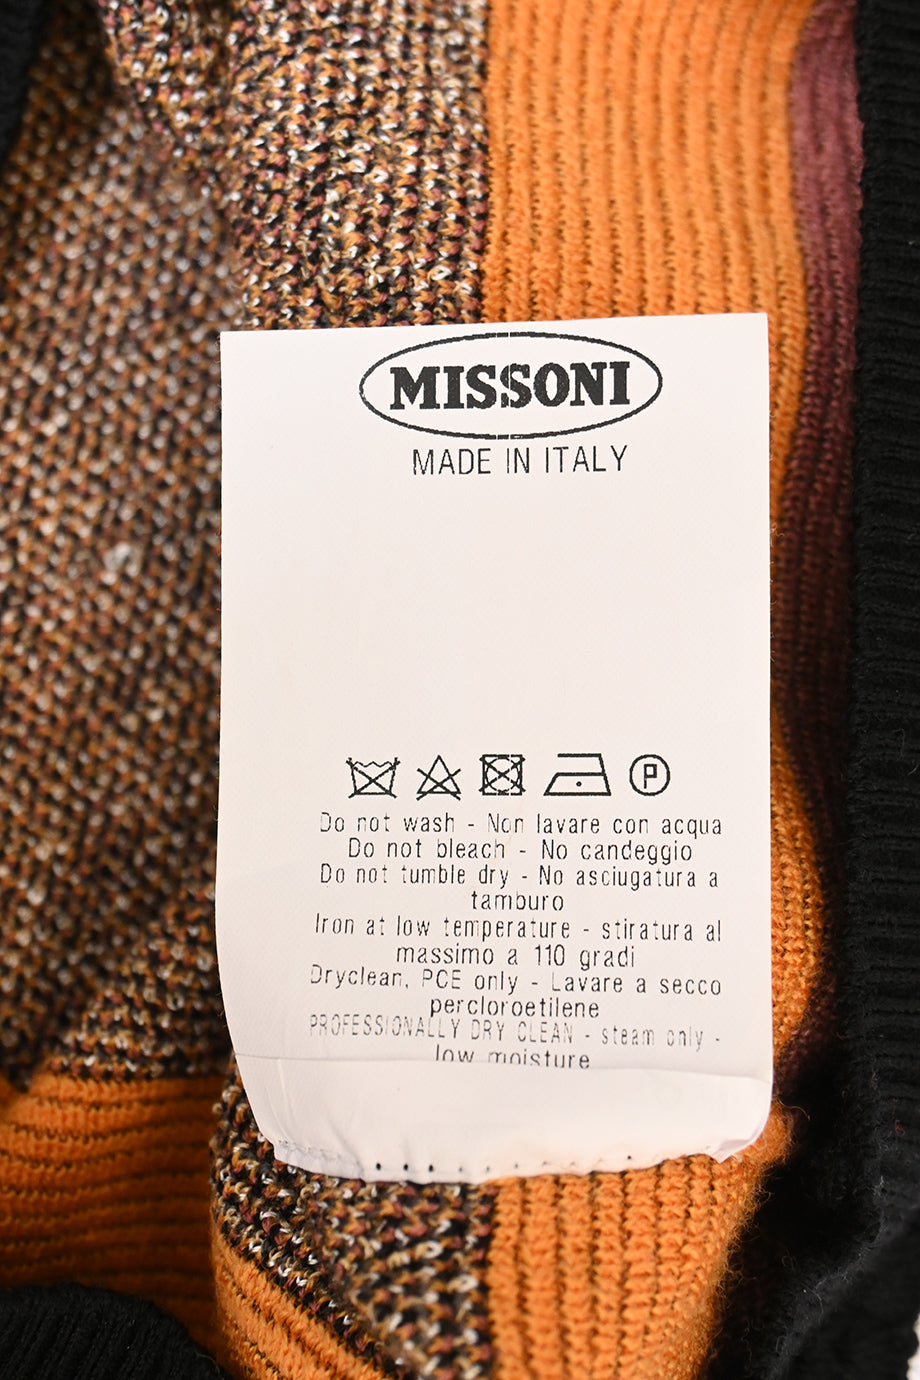 MISSONI
MADE IN ITALY
P
Do not wash - Non lavare con acqua
Do not bleach - No candeggio
Do not tumble dry - No asciugatura a
tamburo
Iron at low temperature - stiratura al
massimo a 110 gradi
Dryclean, PCE only - Lavare a secco
percloroetilene
PROFESSIONALLY DRY CLEAN - steam only -
low moisture